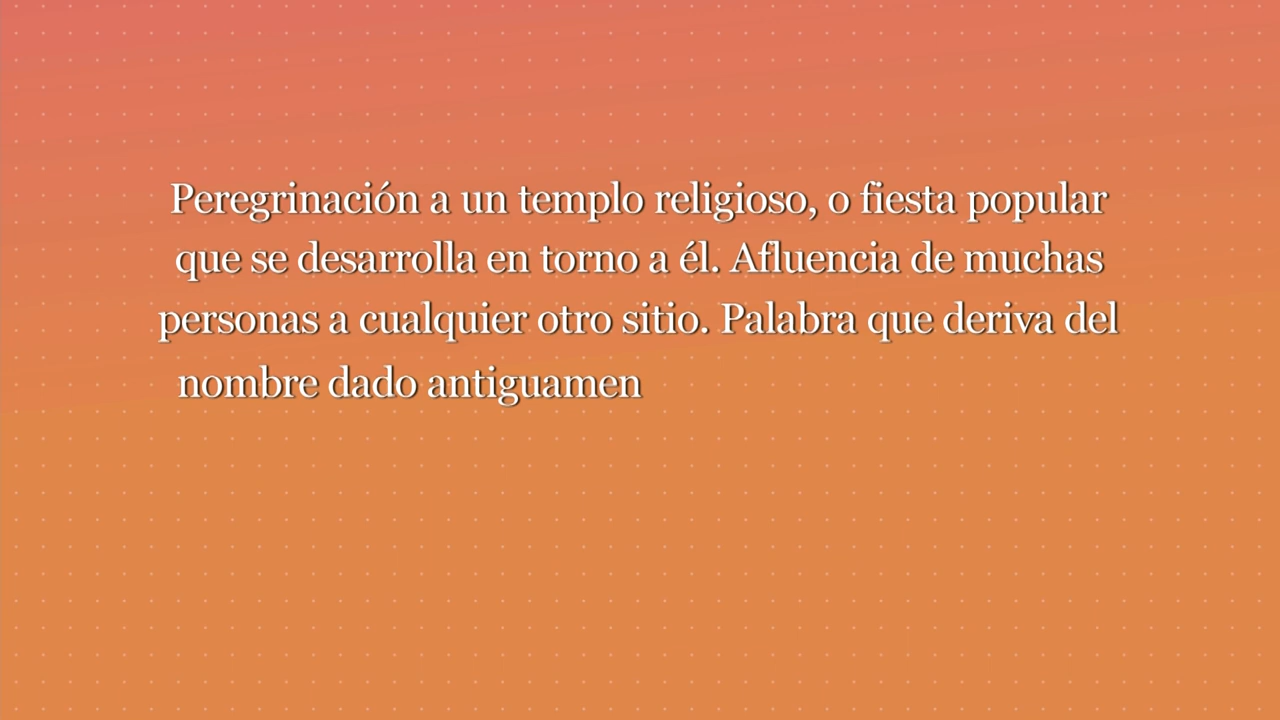 Peregrinación a un templo religioso, o fiesta popular
que se desarrolla en torno a él. Afluencia de muchas
personas a cualquier otro sitio. Palabra que deriva del
nombre dado antiguamen